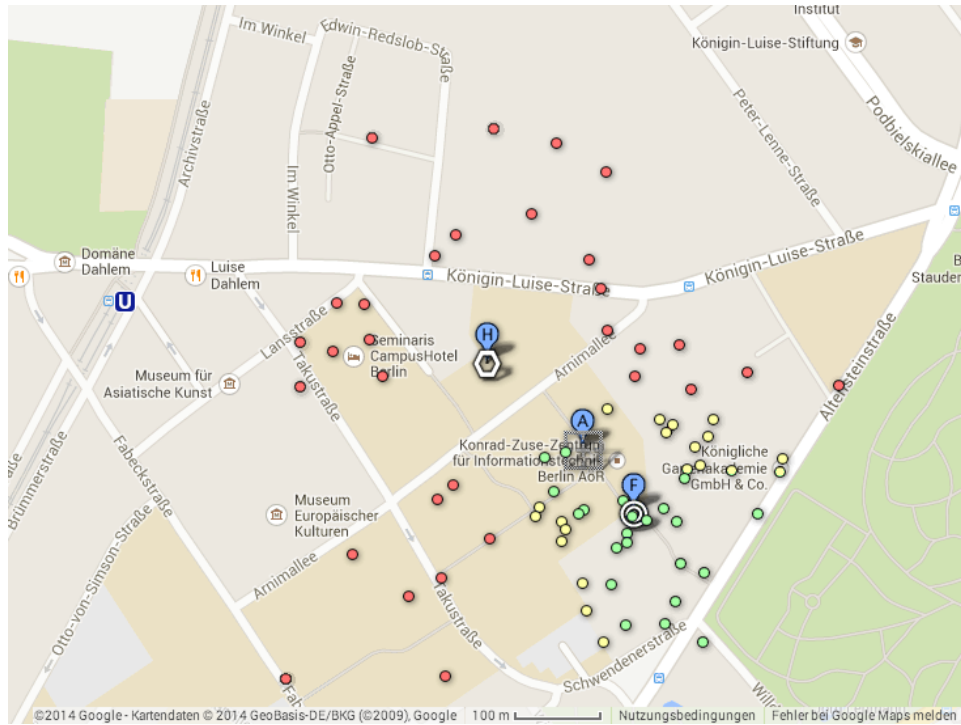 Institut
Königin-Luise-Stiftung
Im Winkel
Edwin-Redslob-Straße
Otto-Appel-Straße
Archivstraße
Im Winkel
Peter-Lenne-Straße
Podbielskiallee
Domäne
Dahlem
Luise
Dahlem
Königin-Luise-Straße
Königin-Luise-Straße
B
Stauden
U
Lansstraße
H
Seminaris
CampusHotel
Berlin
Arnimallee
Museum für
Asiatische Kunst
Takustraße
Altensteinstraße
A
Konrad-Zuse-Zentrum
für Informationstechnik
Berlin AöR
Königliche
Gartenakademie
GmbH & Co.
F
Fabeckstraße
Brümmerstraße
Museum
Europäischer
Kulturen
Otto-von-Simson-Straße
Arnimallee
Takustraße
Schwendenerstraße
©2014 Google - Kartendaten © 2014 GeoBasis-DE/BKG (©2009), Google
100 m
Nutzungsbedingungen
Fehler bei Google Maps melden